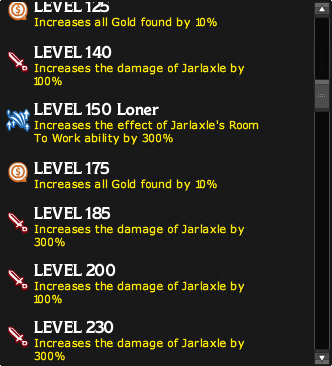 LEVEL 125
Increases all Gold found by 10%
LEVEL 140
Increases the damage of Jarlaxle by
100%
LEVEL 150 Loner
Increases the effect of Jarlaxle's Room
To Work ability by 300%
LEVEL 175
Increases all Gold found by 10%
LEVEL 185
Increases the damage of Jarlaxle by
300%
LEVEL 200
Increases the damage of Jarlaxle by
100%
LEVEL 230
Increases the damage of Jarlaxle by
300%